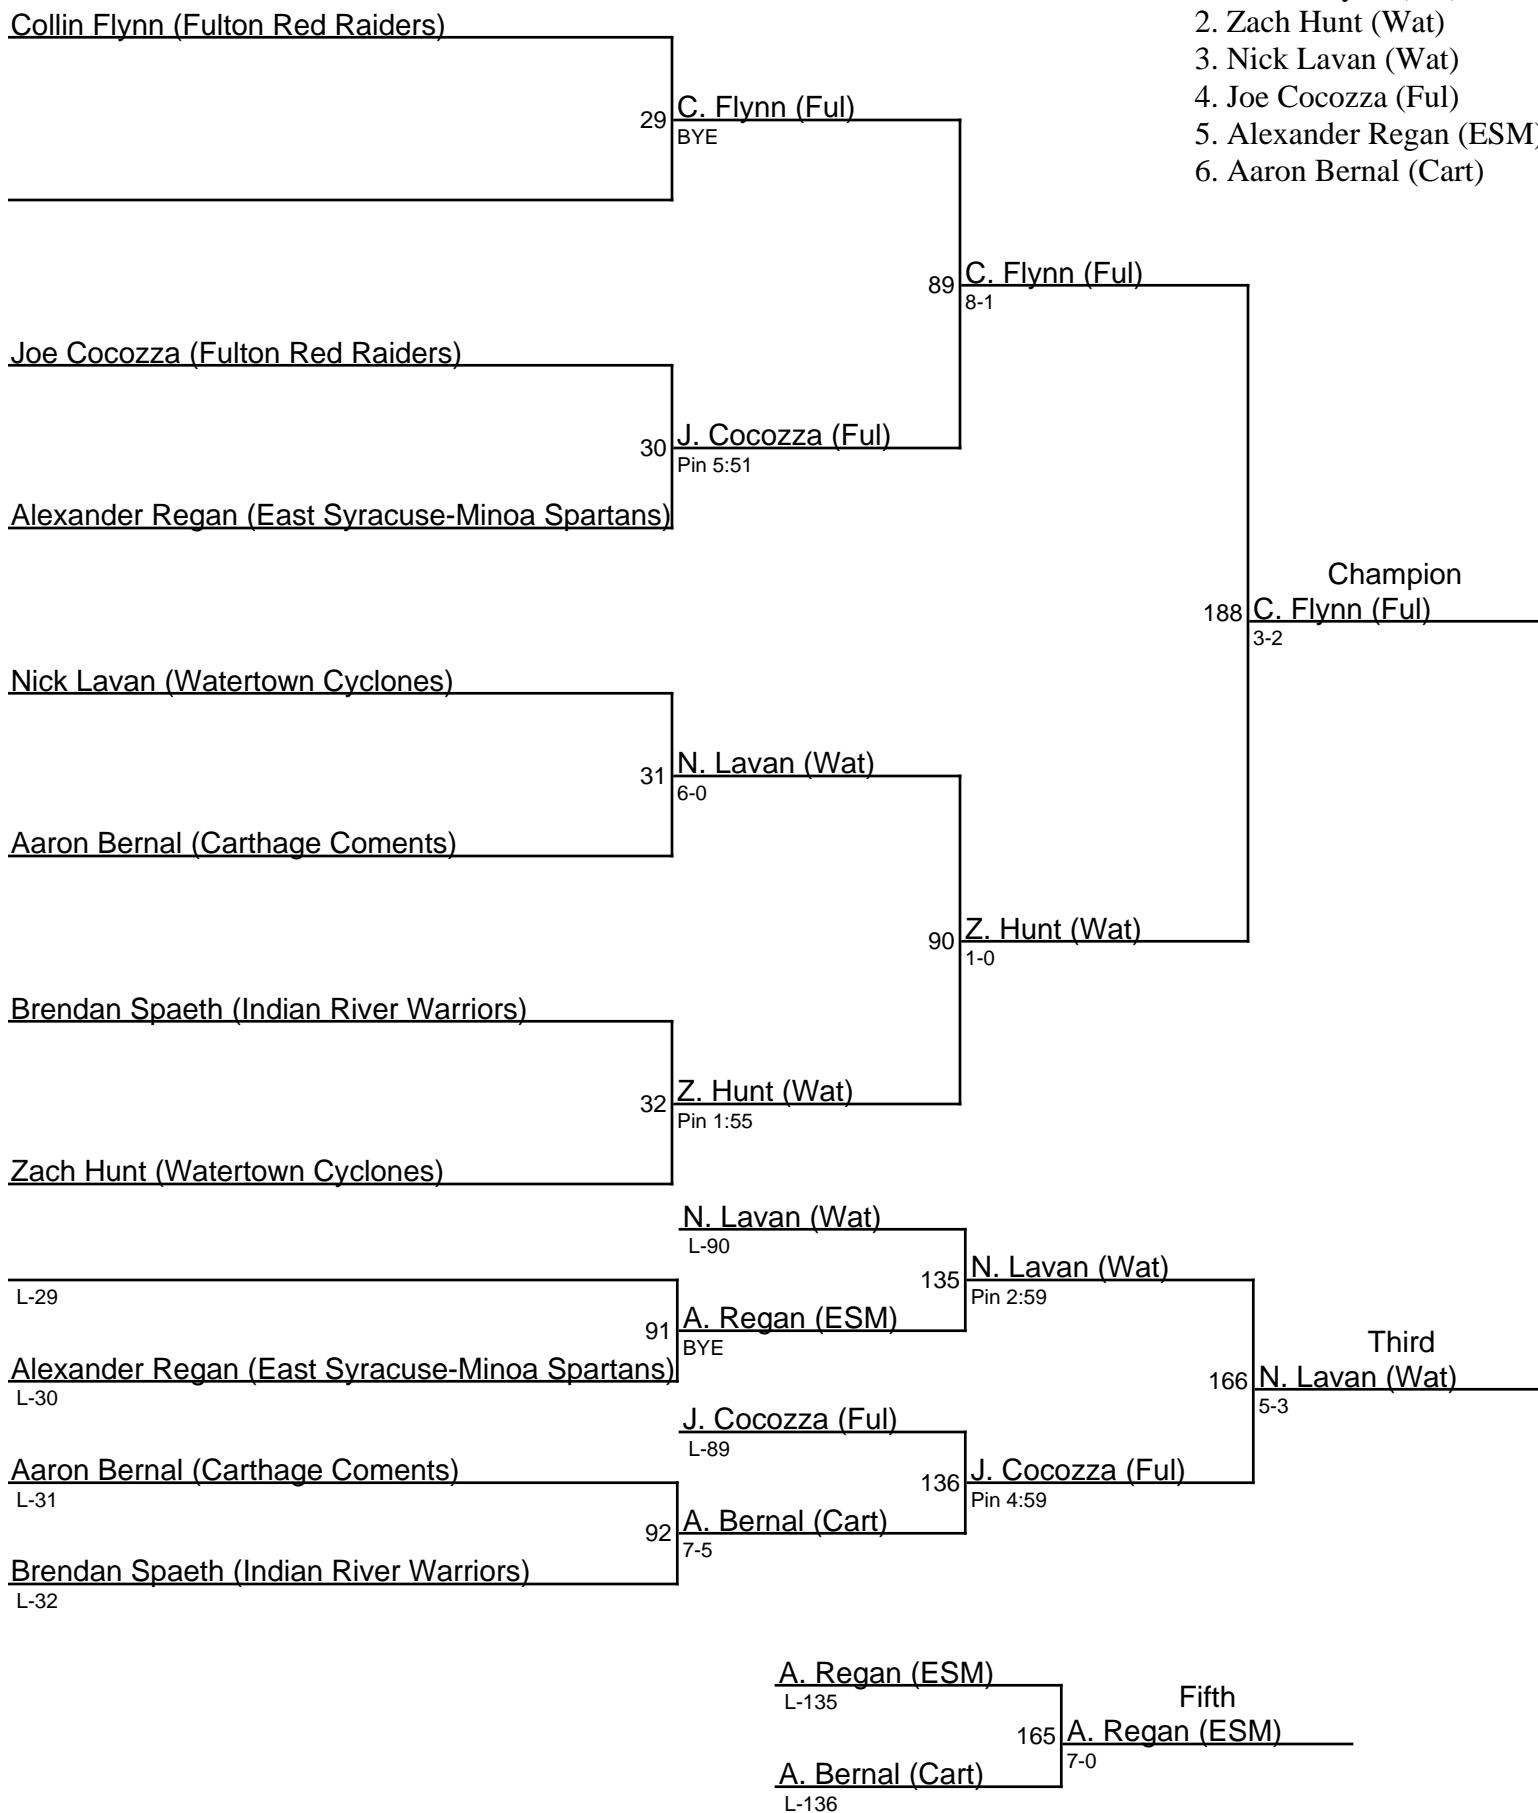 Collin Flynn (Fulton Red Raiders)
2. Zach Hunt (Wat)
3. Nick Lavan (Wat)
4. Joe Cocozza (Ful)
5. Alexander Regan (ESM)
6. Aaron Bernal (Cart)
29 C. Flynn (Ful)
BYE
89 C. Flynn (Ful)
8-1
Joe Cocozza (Fulton Red Raiders)
30 J. Cocozza (Ful)
Pin 5:51
Alexander Regan (East Syracuse-Minoa Spartans)
Champion
188 C. Flynn (Ful)
3-2
Nick Lavan (Watertown Cyclones)
31 N. Lavan (Wat)
6-0
Aaron Bernal (Carthage Coments)
90 Z. Hunt (Wat)
1-0
Brendan Spaeth (Indian River Warriors)
32 Z. Hunt (Wat)
Pin 1:55
Zach Hunt (Watertown Cyclones)
N. Lavan (Wat)
L-90
135 N. Lavan (Wat)
Pin 2:59
L-29
91 A. Regan (ESM)
BYE
Alexander Regan (East Syracuse-Minoa Spartans)
L-30
Third
166 N. Lavan (Wat)
5-3
J. Cocozza (Ful)
L-89
136 J. Cocozza (Ful)
Pin 4:59
Aaron Bernal (Carthage Coments)
L-31
92 A. Bernal (Cart)
7-5
Brendan Spaeth (Indian River Warriors)
L-32
A. Regan (ESM)
L-135
Fifth
165 A. Regan (ESM)
7-0
A. Bernal (Cart)
L-136